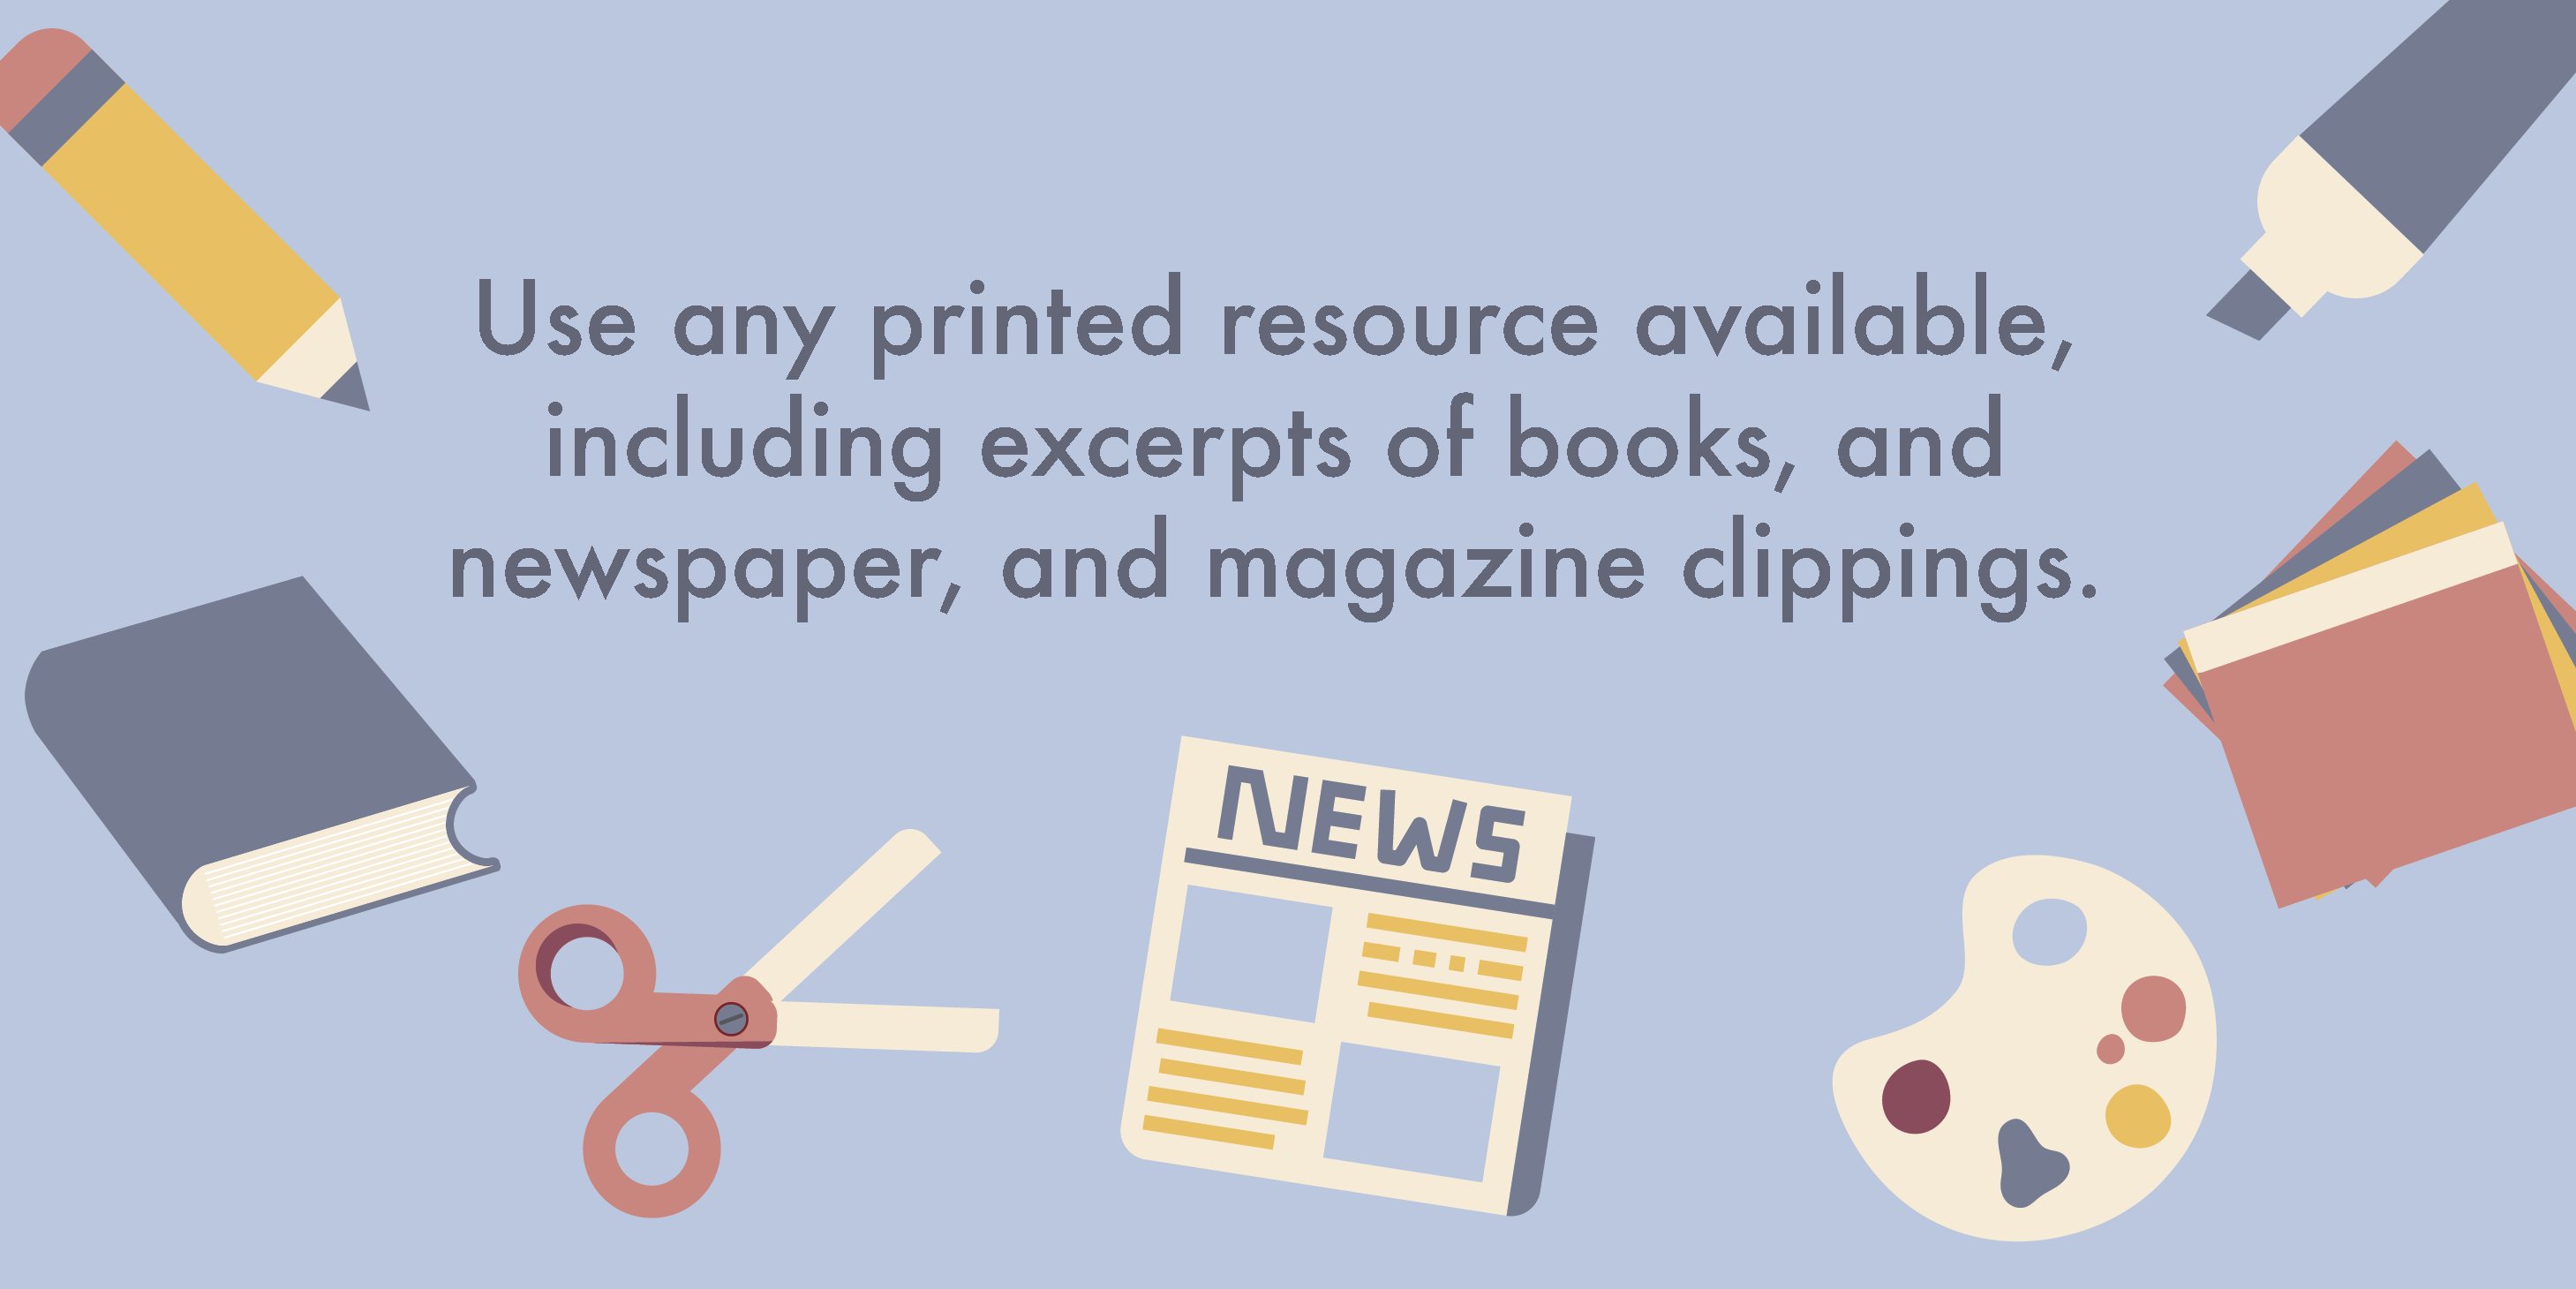 Use any printed resource available,
including excerpts of books, and
newspaper, and magazine clippings.
NEWS